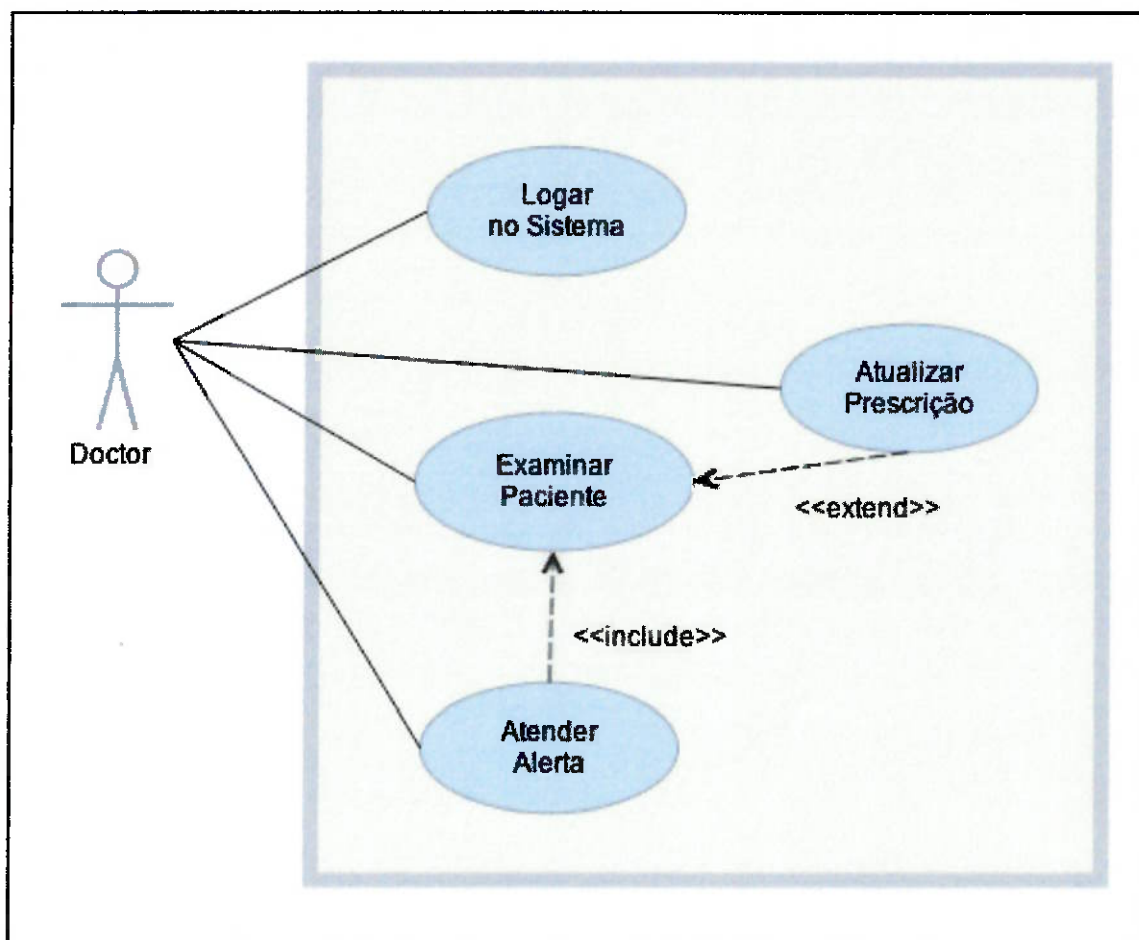 Logar
no Sistema
Atualizar
Prescrição
Doctor
Examinar
Paciente
<<extend>>
<<include>>
Atender
Alerta